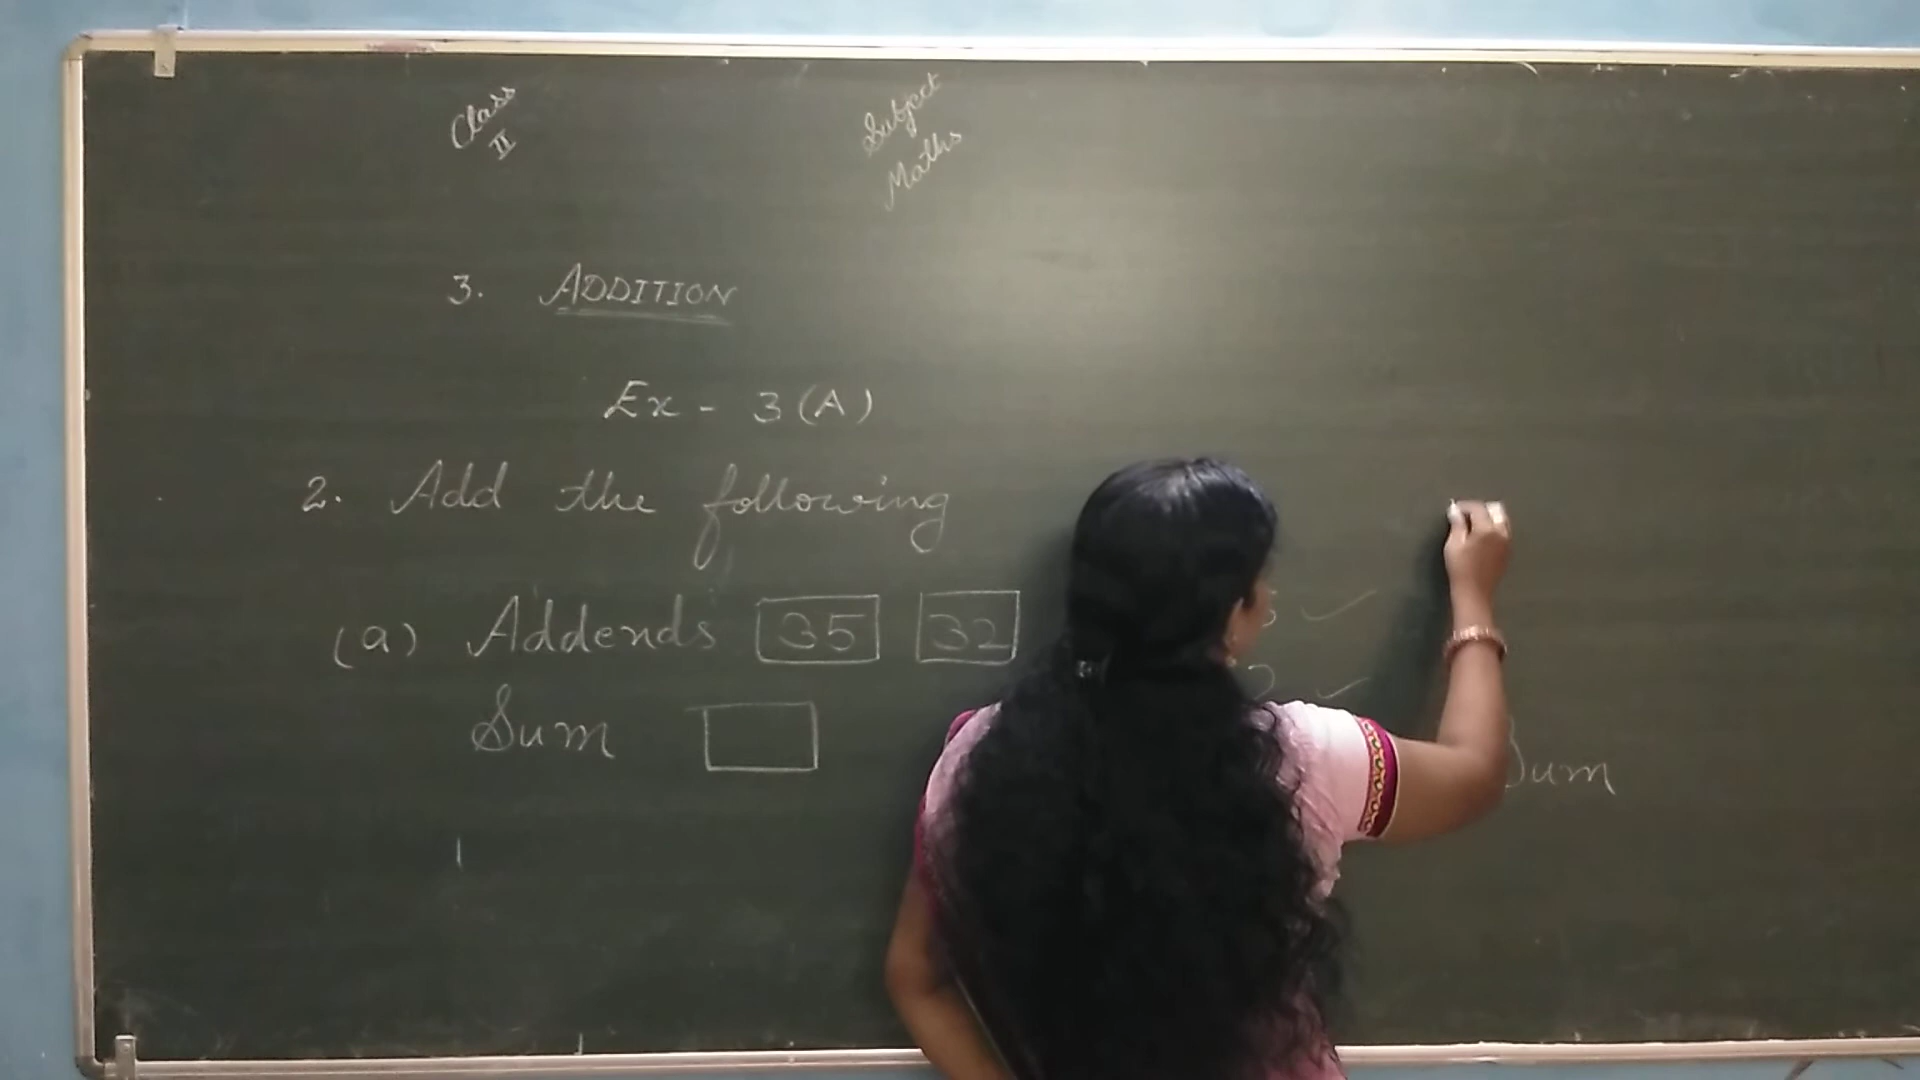 Class
II
Subject
Maths
3. ADDITION
Ex - 3(A)
2. Add the following
(a) Addends 35 32
Sum
Sum